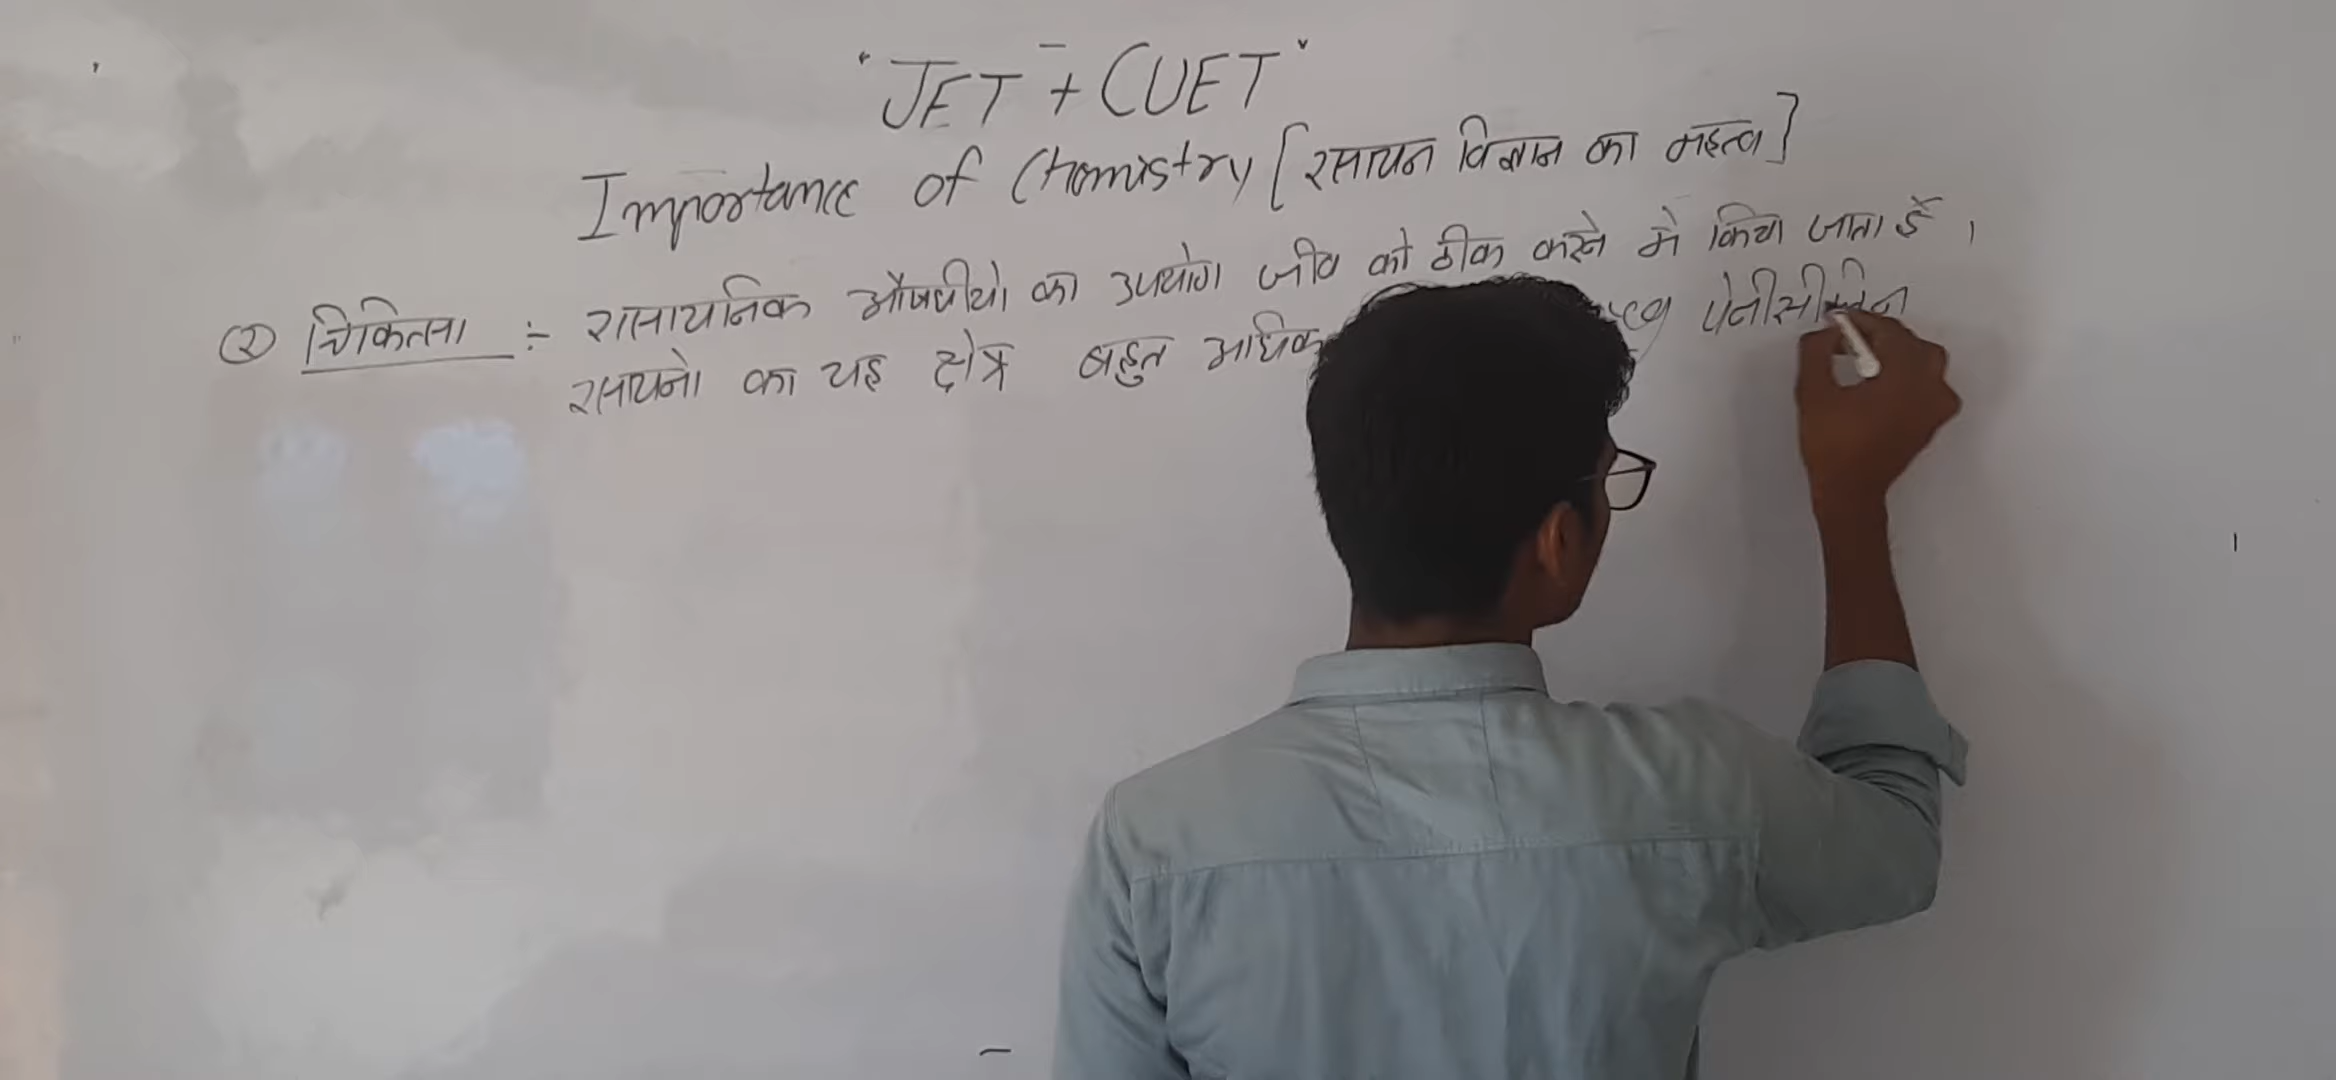 "JET + CUET"
Importance of Chemistry [रसायन विज्ञान का महत्व]
② चिकित्सा :- रासायनिक औषधीयो का उपयोग जीव को ठीक करने मे किया जाता हैं ।
रसायनो का यह क्षेत्र बहुत अधिक पेनीसीलीन